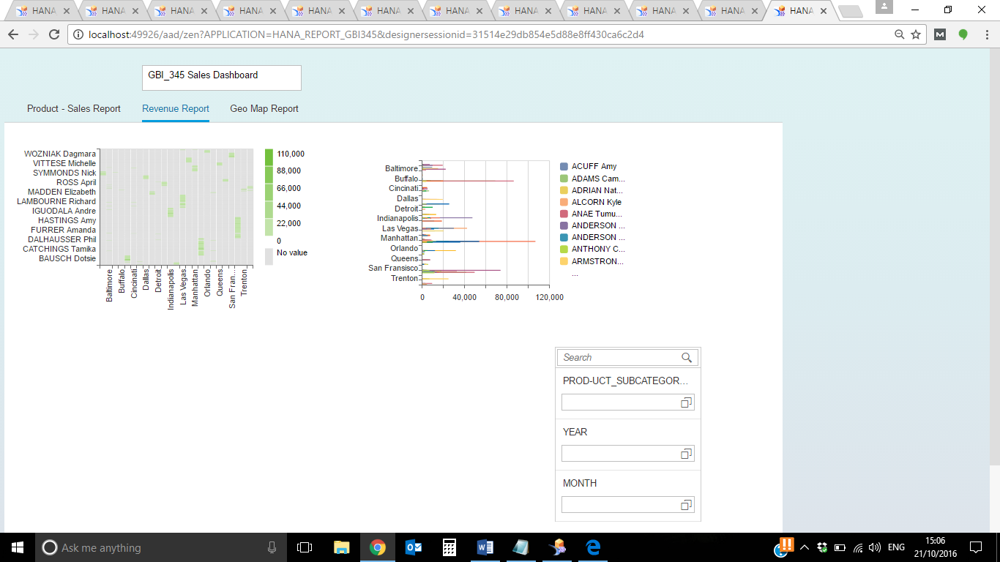 HANA HANA HANA HANA HANA HANA HANA HANA HANA HANA HANA HANA
localhost:49926/aad/zen?APPLICATION=HANA_REPORT_GBI345&designersessionid=31514e29db854e5d88e8ff430ca6c2d4
GBI_345 Sales Dashboard
Product - Sales Report Revenue Report Geo Map Report
WOZNIAK Dagmara
VITTESE Michelle
SYMMONDS Nick
ROSS April
MADDEN Elizabeth
LAMBOURNE Richard
IGUODALA Andre
HASTINGS Amy
FURRER Amanda
DALHAUSSER Phil
CATCHINGS Tamika
BAUSCH Dotsie
Baltimore
Buffalo
Cincinati
Dallas
Detroit
Indianapolis
Las Vegas
Manhattan
Orlando
Queens
San Fran...
Trenton
110,000
88,000
66,000
44,000
22,000
0
No value
Baltimore
Buffalo
Cincinati
Dallas
Detroit
Indianapolis
Las Vegas
Manhattan
Orlando
Queens
San Fransisco
Trenton
0 40,000 80,000 120,000
ACUFF Amy
ADAMS Cam...
ADRIAN Nat...
ALCORN Kyle
ANAE Tumu...
ANDERSON ...
ANDERSON ...
ANTHONY C...
ARMSTRON...
...
Search
PROD-UCT_SUBCATEGOR...
YEAR
MONTH
Ask me anything
ENG
15:06
21/10/2016